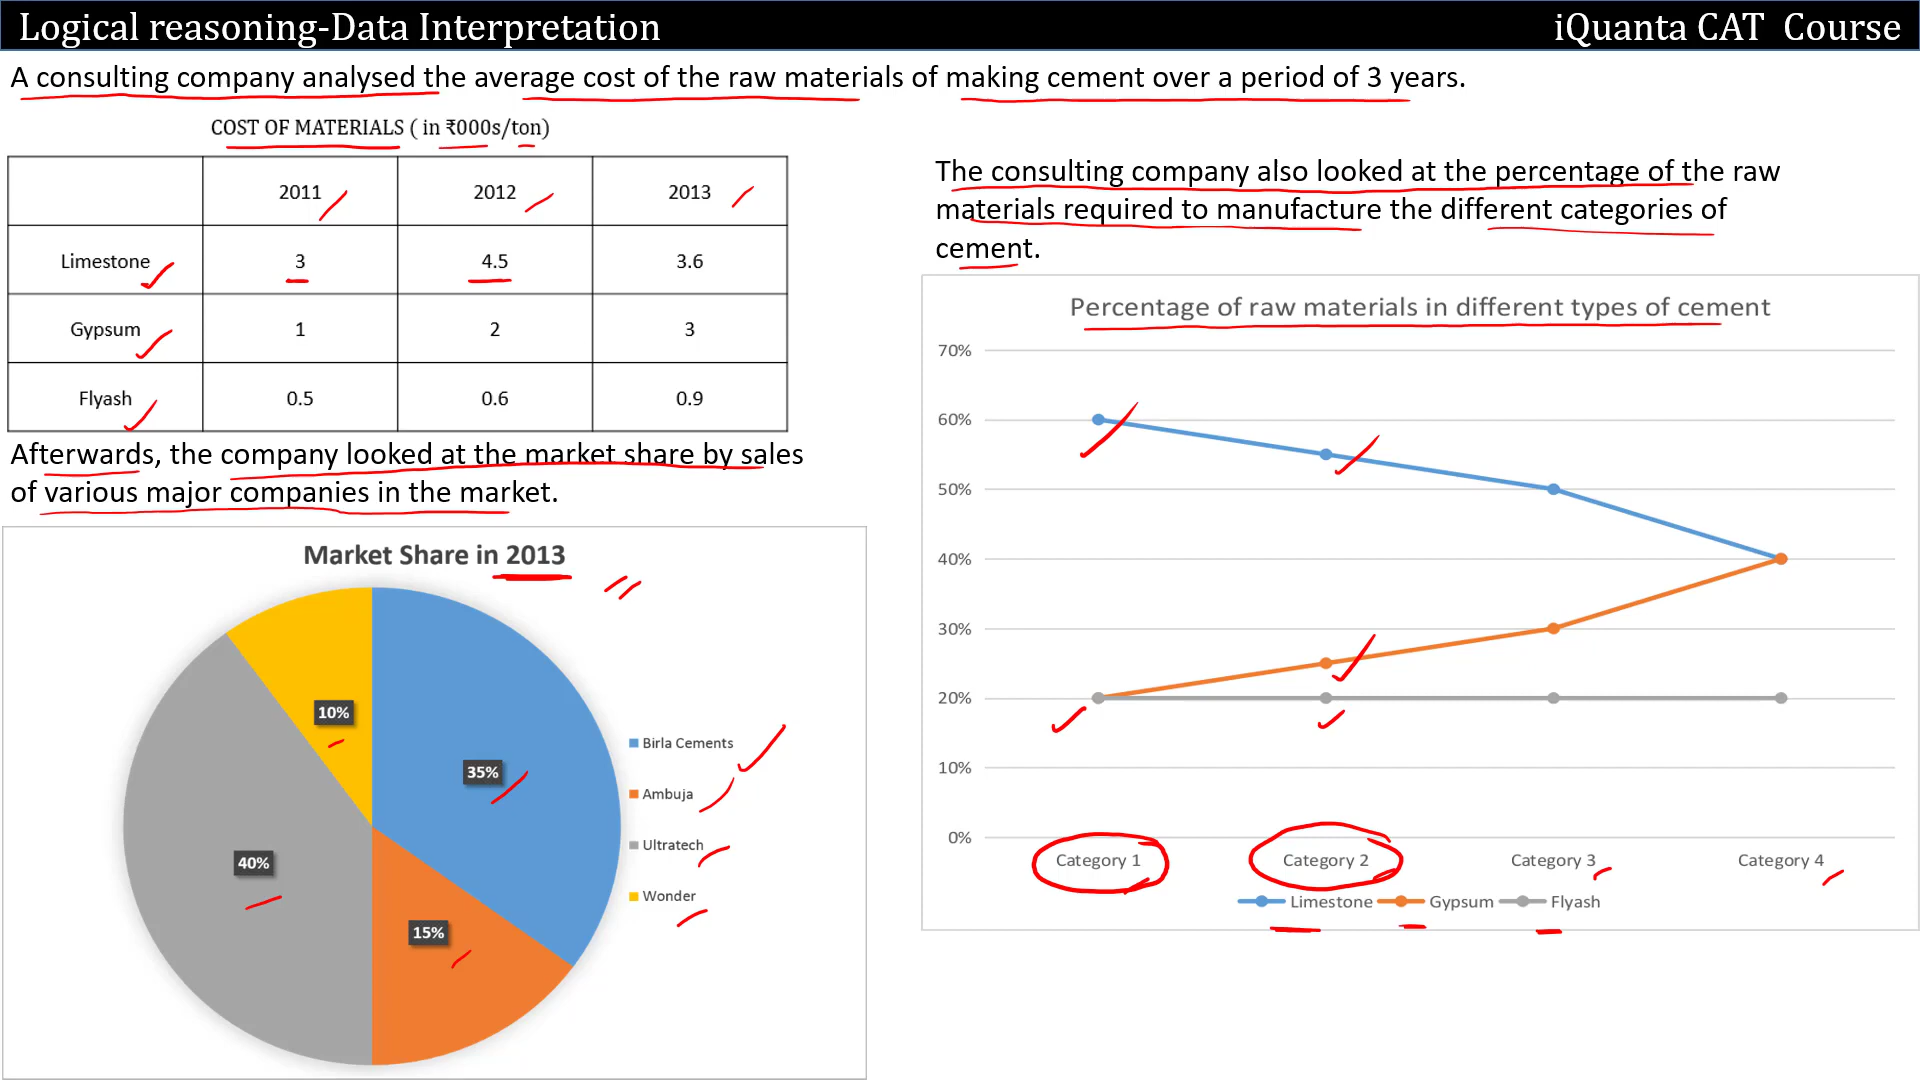 Logical reasoning-Data Interpretation
iQuanta CAT Course
A consulting company analysed the average cost of the raw materials of making cement over a period of 3 years.
COST OF MATERIALS ( in ₹000s/ton)
2011 2012 2013
Limestone 3 4.5 3.6
Gypsum 1 2 3
Flyash 0.5 0.6 0.9
Afterwards, the company looked at the market share by sales
of various major companies in the market.
Market Share in 2013
10%
35%
40%
15%
Birla Cements
Ambuja
Ultratech
Wonder
The consulting company also looked at the percentage of the raw
materials required to manufacture the different categories of
cement.
Percentage of raw materials in different types of cement
70%
60%
50%
40%
30%
20%
10%
0%
Category 1 Category 2 Category 3 Category 4
Limestone Gypsum Flyash